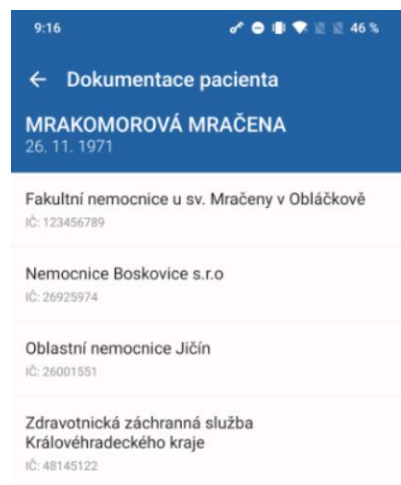 9:16
46 %
Dokumentace pacienta
MRAKOMOROVÁ MRAČENA
26. 11. 1971
Fakultní nemocnice u sv. Mračeny v Obláčkově
IČ: 123456789
Nemocnice Boskovice s.r.o
IČ: 26925974
Oblastní nemocnice Jičín
IČ: 26001551
Zdravotnická záchranná služba
Královéhradeckého kraje
IČ: 48145122